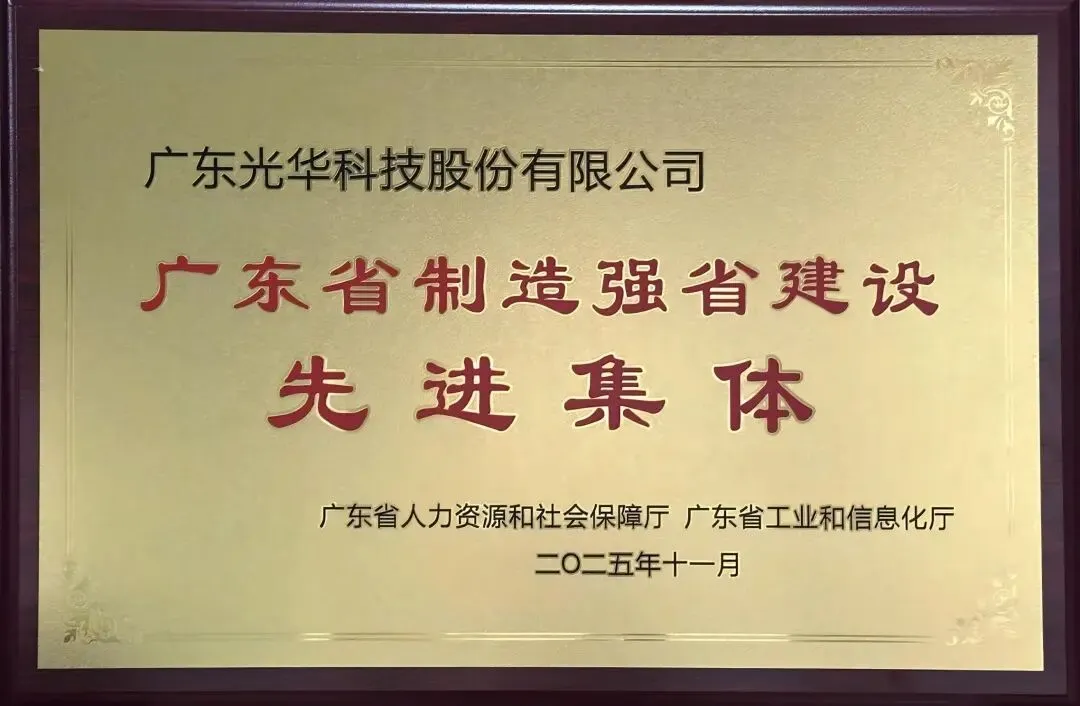 广东光华科技股份有限公司
广东省制造强省建设
先进集体
广东省人力资源和社会保障厅 广东省工业和信息化厅
二〇二五年十一月